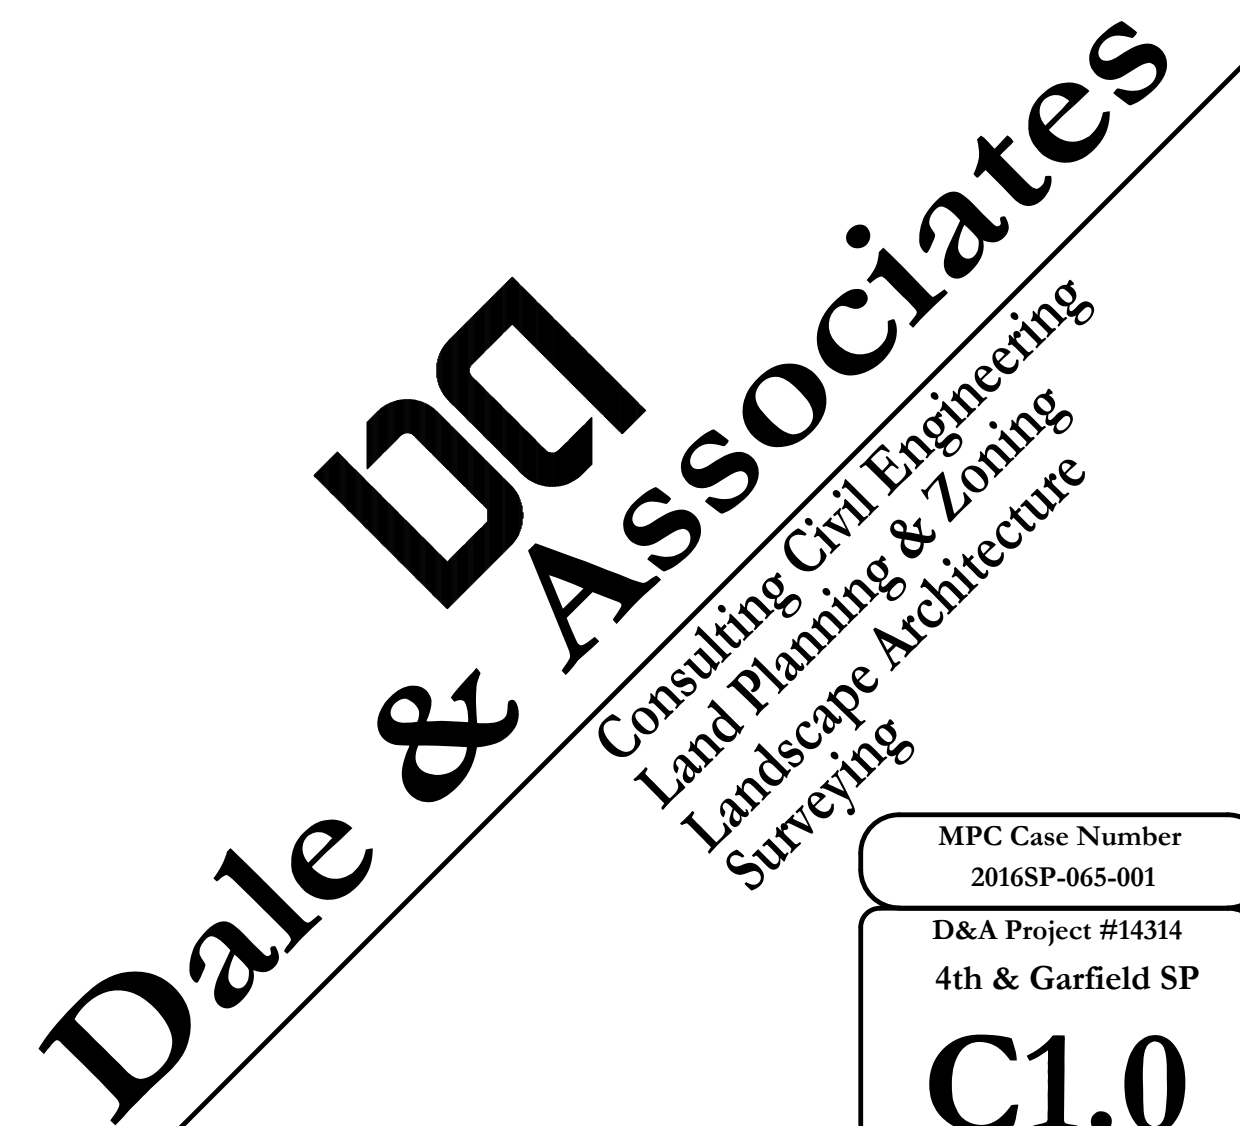 Dale & Associates
Consulting Civil Engineering
Land Planning & Zoning
Landscape Architecture
Surveying
MPC Case Number
2016SP-065-001
D&A Project #14314
4th & Garfield SP
C1.0